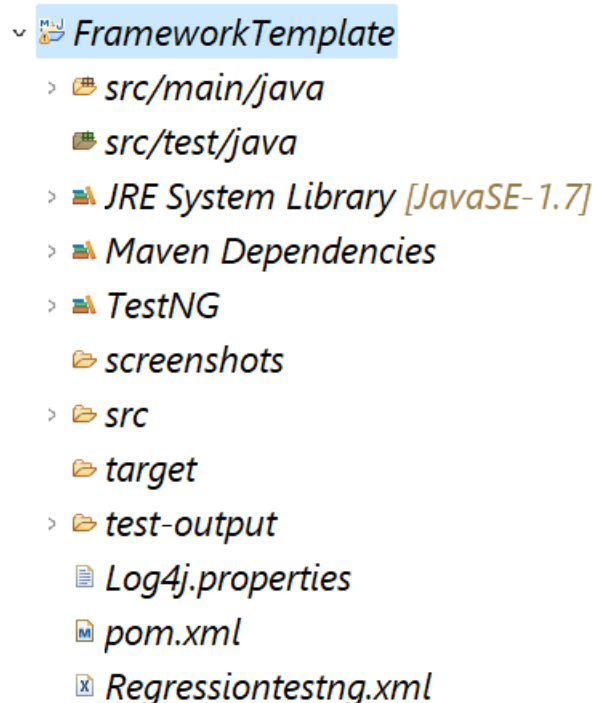 FrameworkTemplate
src/main/java
src/test/java
JRE System Library [JavaSE-1.7]
Maven Dependencies
TestNG
screenshots
src
target
test-output
Log4j.properties
pom.xml
Regressiontestng.xml